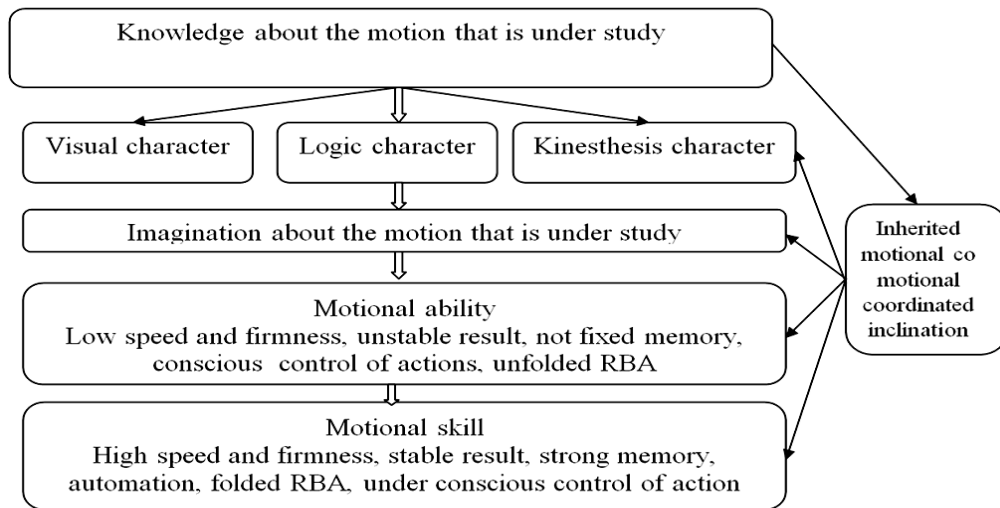 Knowledge about the motion that is under study
Visual character
Logic character
Kinesthesis character
Imagination about the motion that is under study
Inherited
motional co
motional
coordinated
inclination
Motional ability
Low speed and firmness, unstable result, not fixed memory,
conscious control of actions, unfolded RBA
Motional skill
High speed and firmness, stable result, strong memory,
automation, folded RBA, under conscious control of action